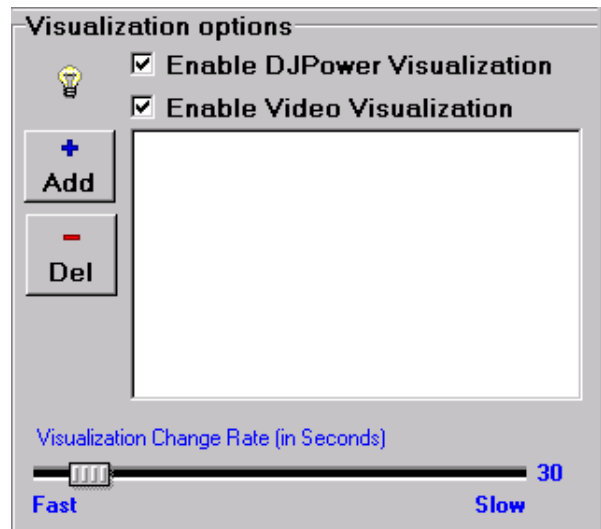 Visualization options
Enable DJPower Visualization
Enable Video Visualization
+
Add
-
Del
Visualization Change Rate (in Seconds)
30
Fast Slow